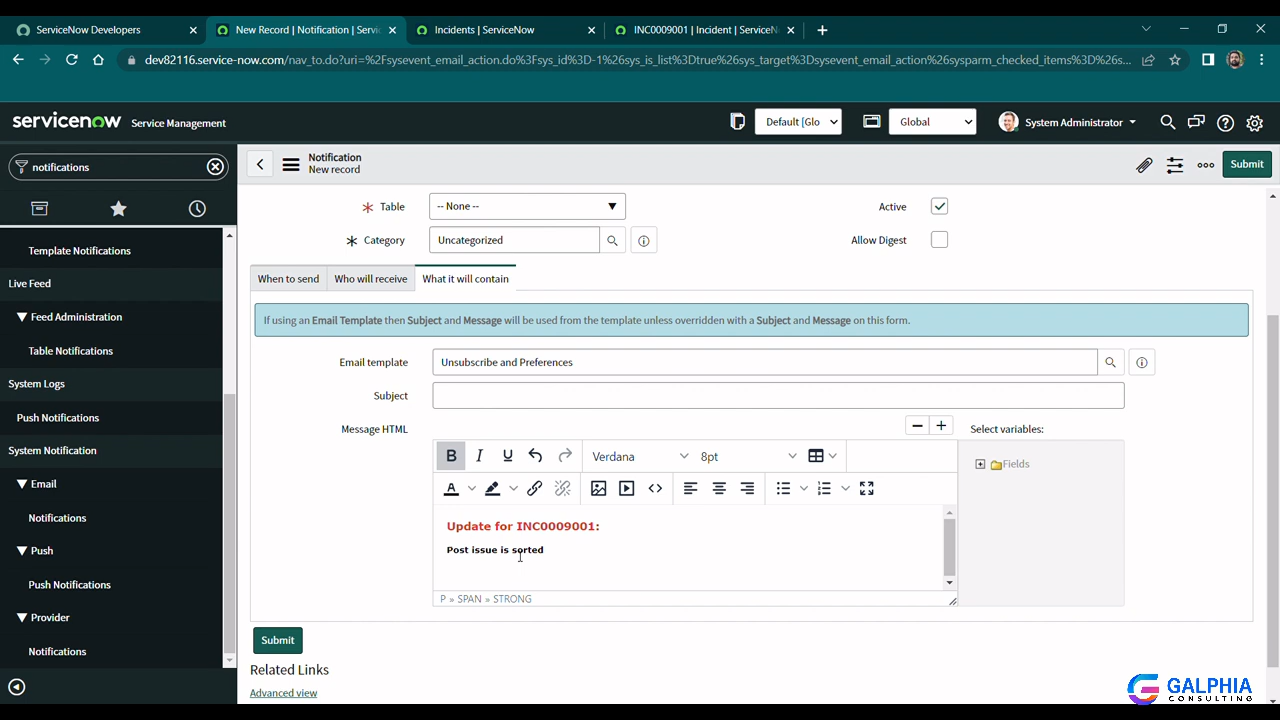 ServiceNow Developers
New Record | Notification | Servic
Incidents | ServiceNow
INC0009001 | Incident | ServiceN
dev82116.service-now.com/nav_to.do?uri=%2Fsysevent_email_action.do%3Fsys_id%3D-1%26sys_is_list%3Dtrue%26sys_target%3Dsysevent_email_action%26sysparm_checked_items%3D%26s...
servicenow Service Management
Default [Glo
Global
System Administrator
notifications
Notification
New record
Submit
Template Notifications
Live Feed
Feed Administration
Table Notifications
System Logs
Push Notifications
System Notification
Email
Notifications
Push
Push Notifications
Provider
Notifications
Table
-- None --
Active
Category
Uncategorized
Allow Digest
When to send
Who will receive
What it will contain
If using an Email Template then Subject and Message will be used from the template unless overridden with a Subject and Message on this form.
Email template
Unsubscribe and Preferences
Subject
Message HTML
Select variables:
B I U
Verdana
8pt
Fields
A
Update for INC0009001:
Post issue is sorted
P » SPAN » STRONG
Submit
Related Links
Advanced view
GALPHIA
CONSULTING